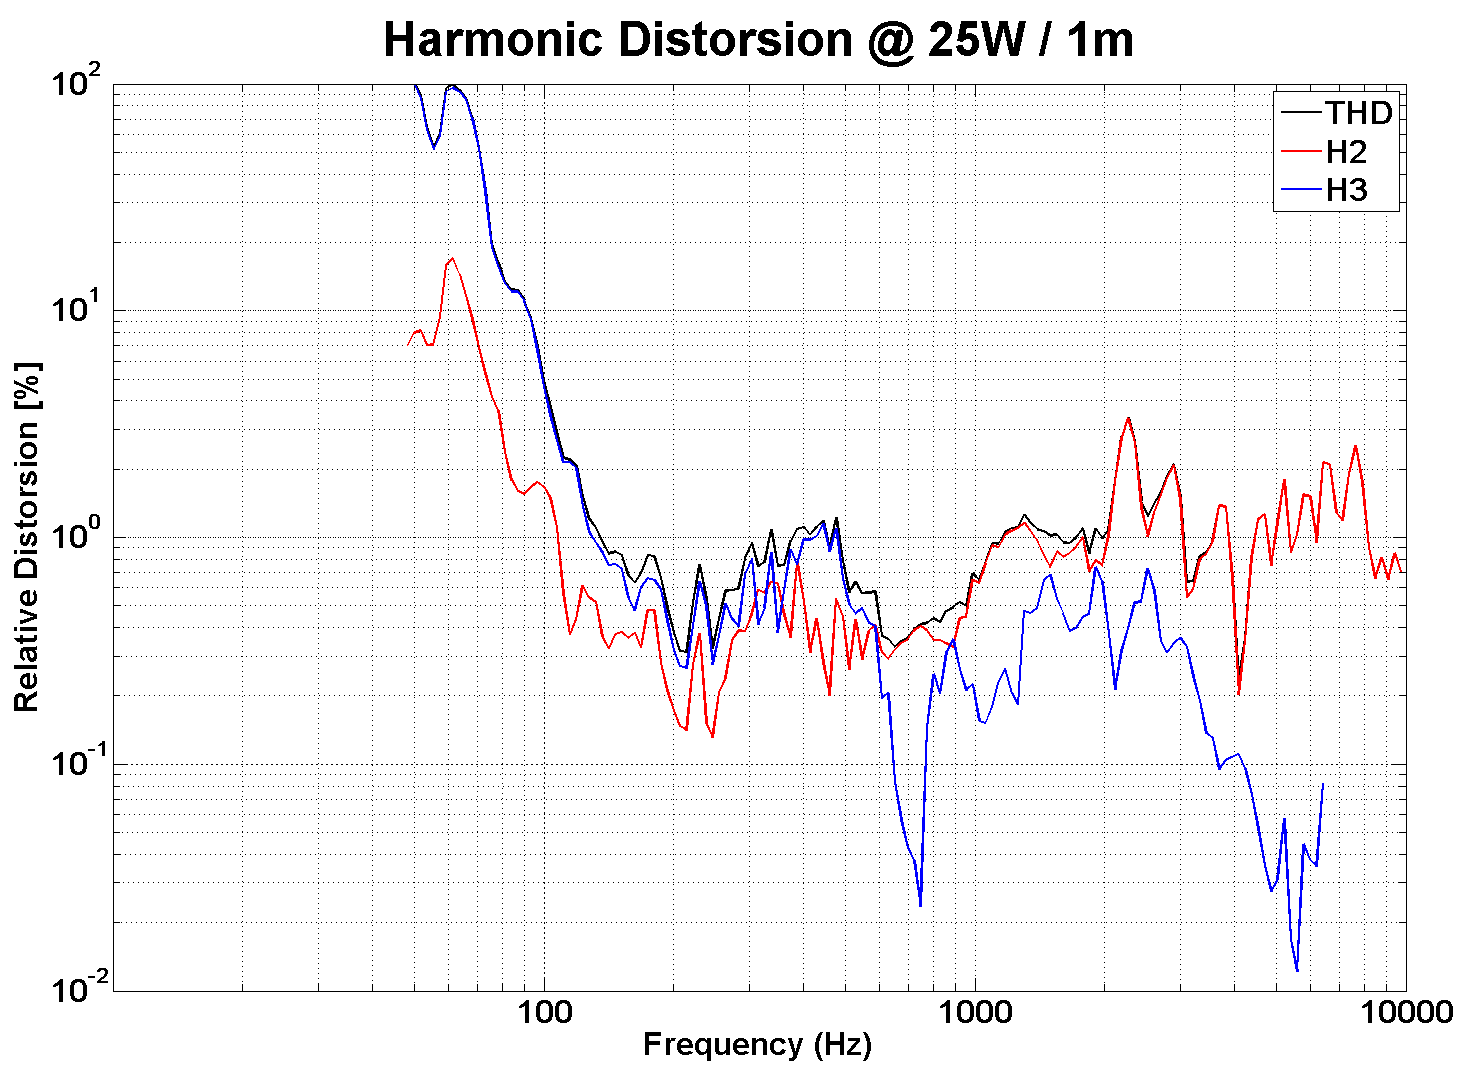 Harmonic Distorsion @ 25W / 1m
10^2
10^1
10^0
10^-1
10^-2
Relative Distorsion [%]
THD
H2
H3
100
1000
10000
Frequency (Hz)